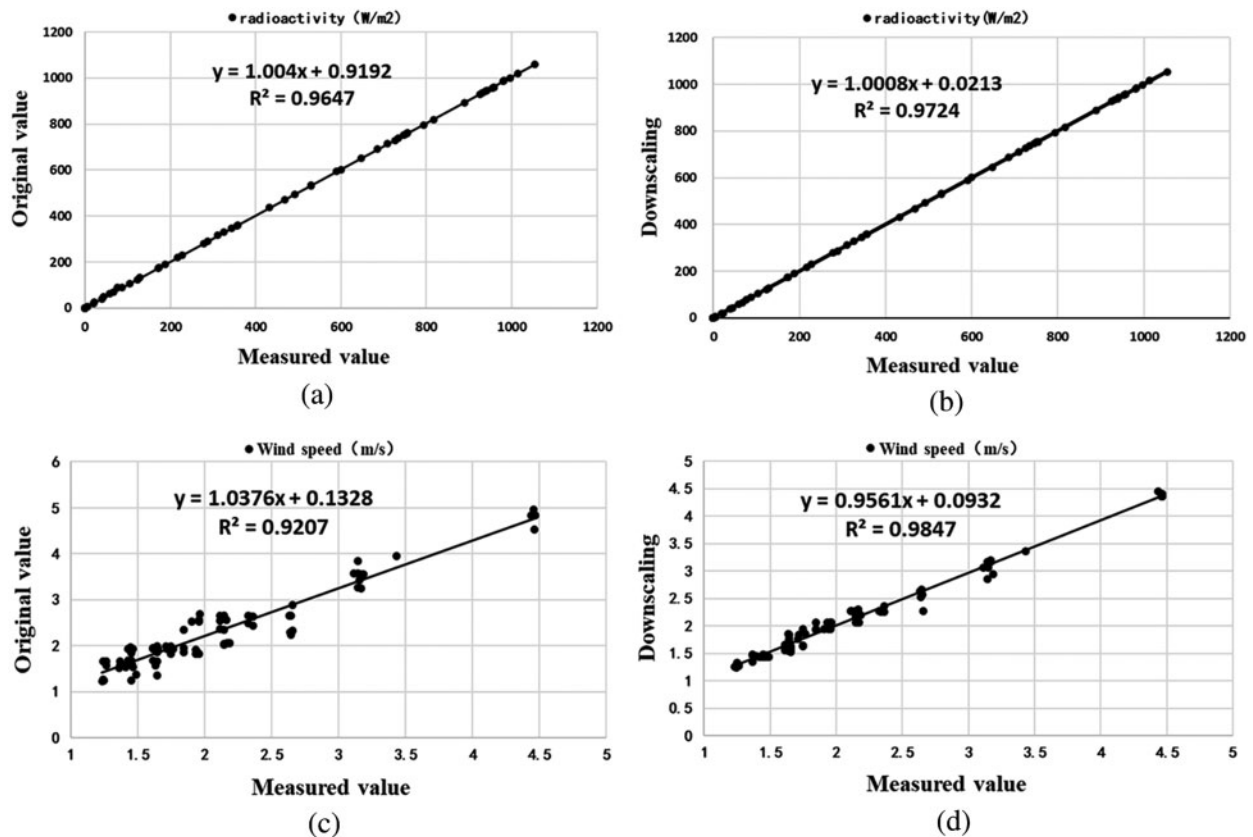 radioactivity (W/m2)
1200
1000
800
600
400
200
0
y = 1.004x + 0.9192
R² = 0.9647
Original value
0 200 400 600 800 1000 1200
Measured value
(a)
radioactivity(W/m2)
1200
1000
800
600
400
200
0
y = 1.0008x + 0.0213
R² = 0.9724
Downscaling
0 200 400 600 800 1000 1200
Measured value
(b)
Wind speed (m/s)
6
5
4
3
2
1
0
y = 1.0376x + 0.1328
R² = 0.9207
Original value
1 1.5 2 2.5 3 3.5 4 4.5 5
Measured value
(c)
Wind speed (m/s)
5
4.5
4
3.5
3
2.5
2
1.5
1
0.5
0
y = 0.9561x + 0.0932
R² = 0.9847
Downscaling
1 1.5 2 2.5 3 3.5 4 4.5 5
Measured value
(d)